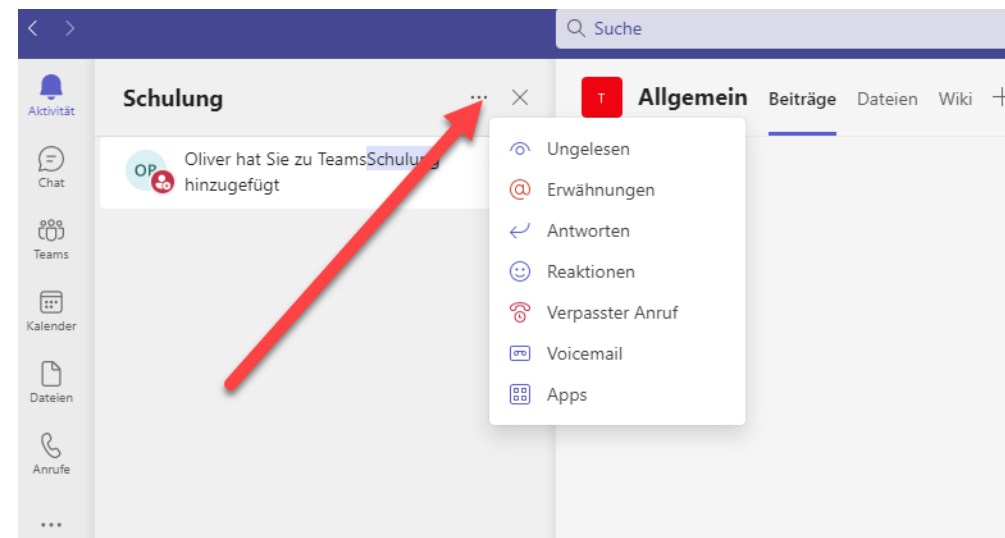 Suche
Aktivität
Chat
Teams
Kalender
Dateien
Anrufe
Schulung
OP
Oliver hat Sie zu TeamsSchulung
hinzugefügt
T Allgemein Beiträge Dateien Wiki
Ungelesen
Erwähnungen
Antworten
Reaktionen
Verpasster Anruf
Voicemail
Apps